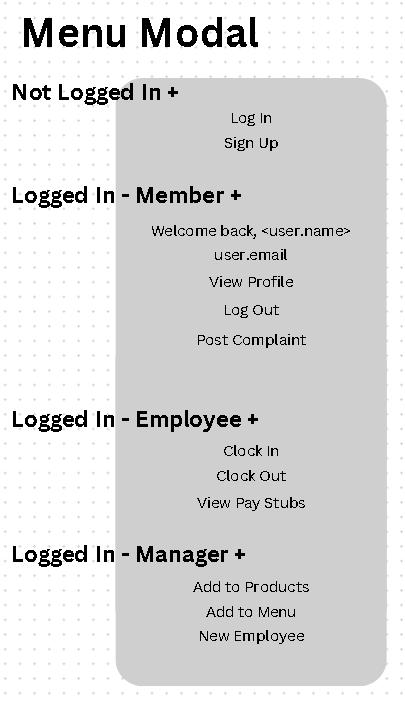 Menu Modal
Not Logged In +
Log In
Sign Up
Logged In - Member +
Welcome back, <user.name>
user.email
View Profile
Log Out
Post Complaint
Logged In - Employee +
Clock In
Clock Out
View Pay Stubs
Logged In - Manager +
Add to Products
Add to Menu
New Employee